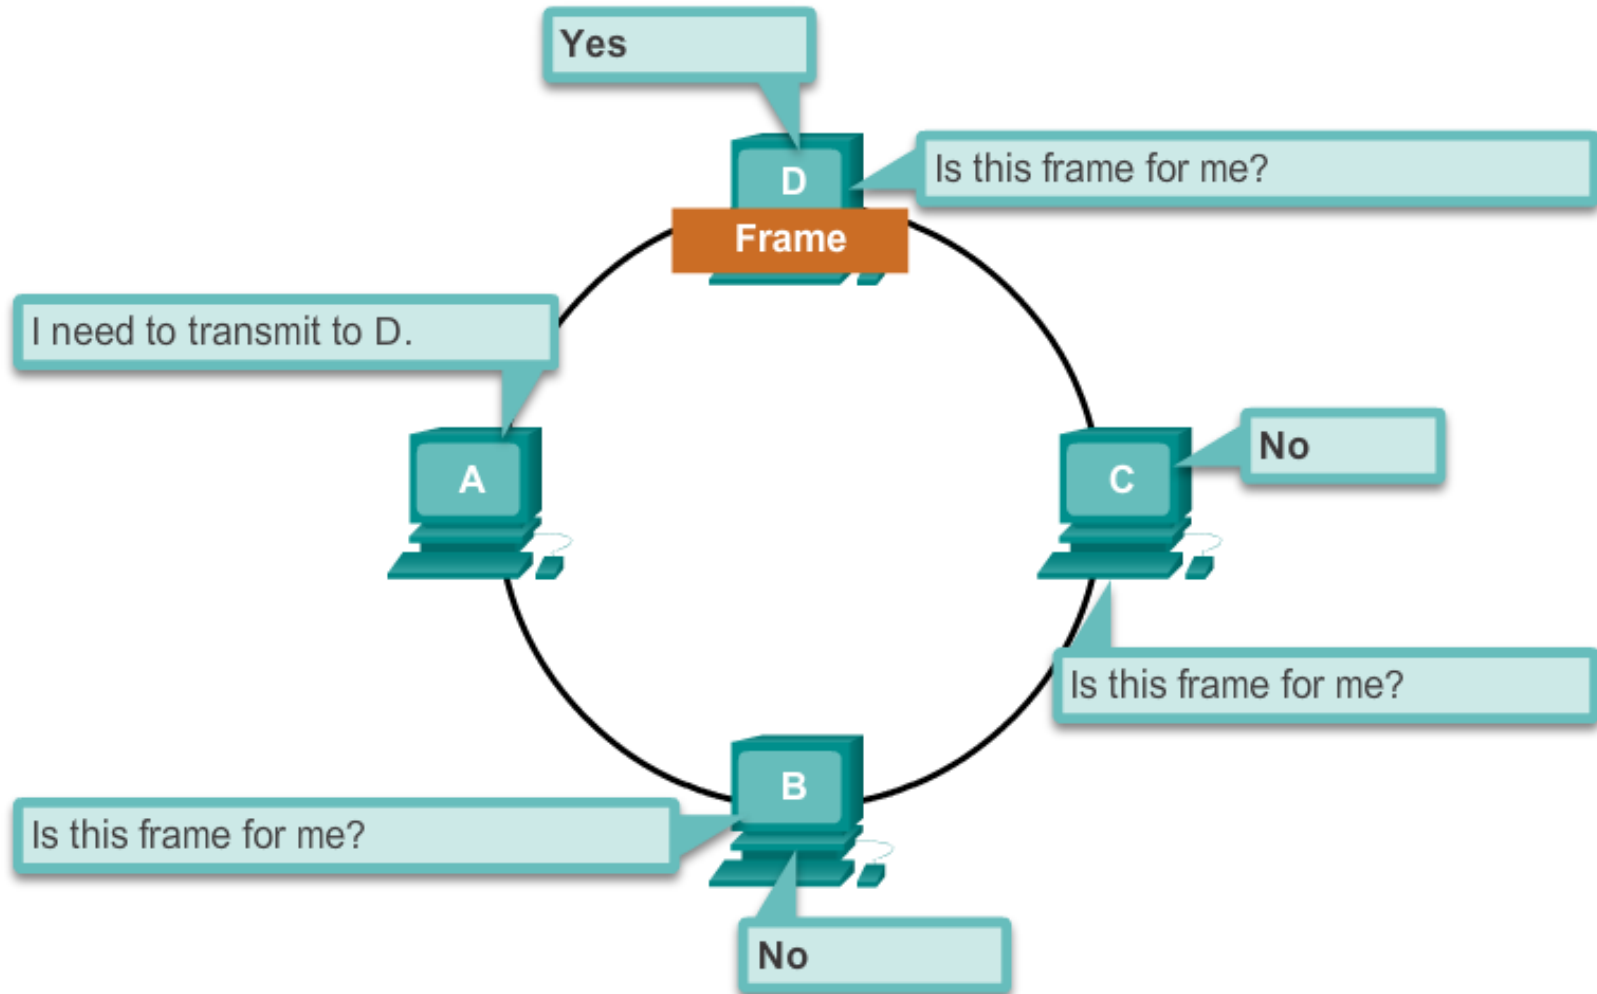 Yes
D
Is this frame for me?
Frame
I need to transmit to D.
A
C
No
Is this frame for me?
B
Is this frame for me?
No